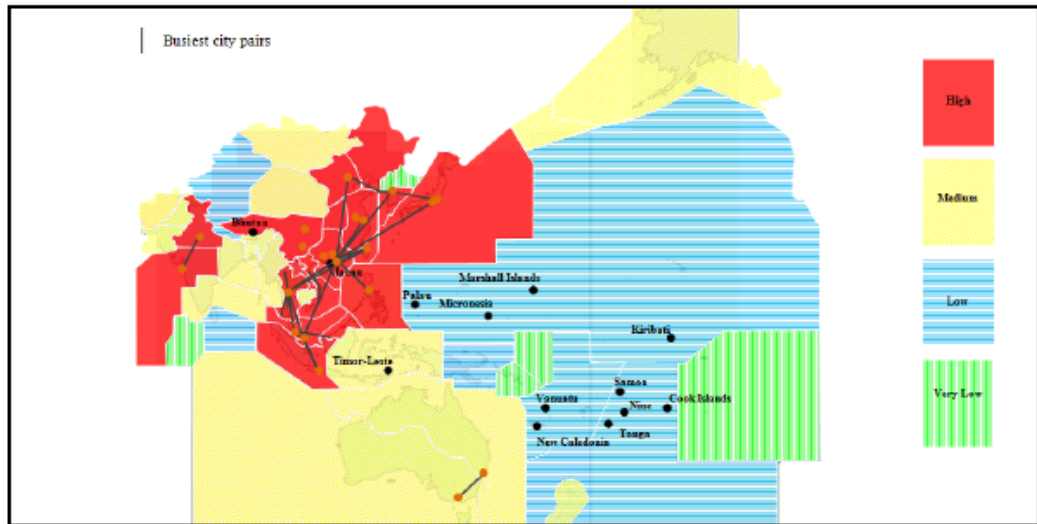 Busiest city pairs
High
Medium
Bhutan
Macau
Marshall Islands
Palau
Micronesia
Low
Kiribati
Timor-Leste
Samoa
Vanuatu
Niue
Cook Islands
Very Low
New Caledonia
Tonga